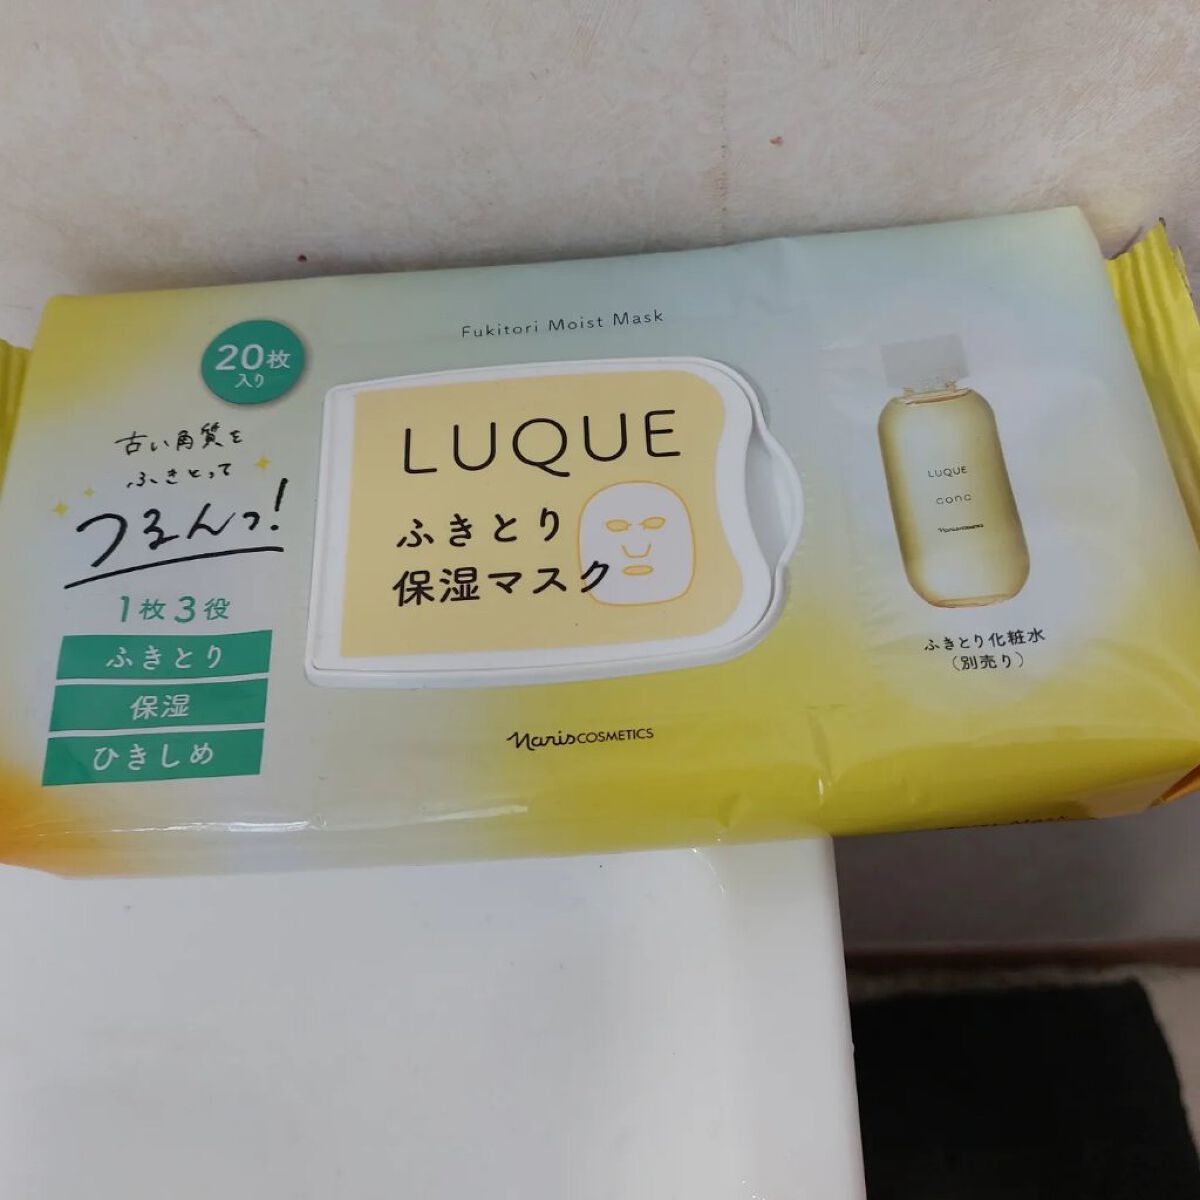 Fukitori Moist Mask
20枚
入り
古い角質を
ふきとって
つるんっ!
1枚3役
ふきとり
保湿
ひきしめ
LUQUE
ふきとり
保湿マスク
NarisCOSMETICS
LUQUE
conc
NarisCOSMETICS
ふきとり化粧水
(別売り)